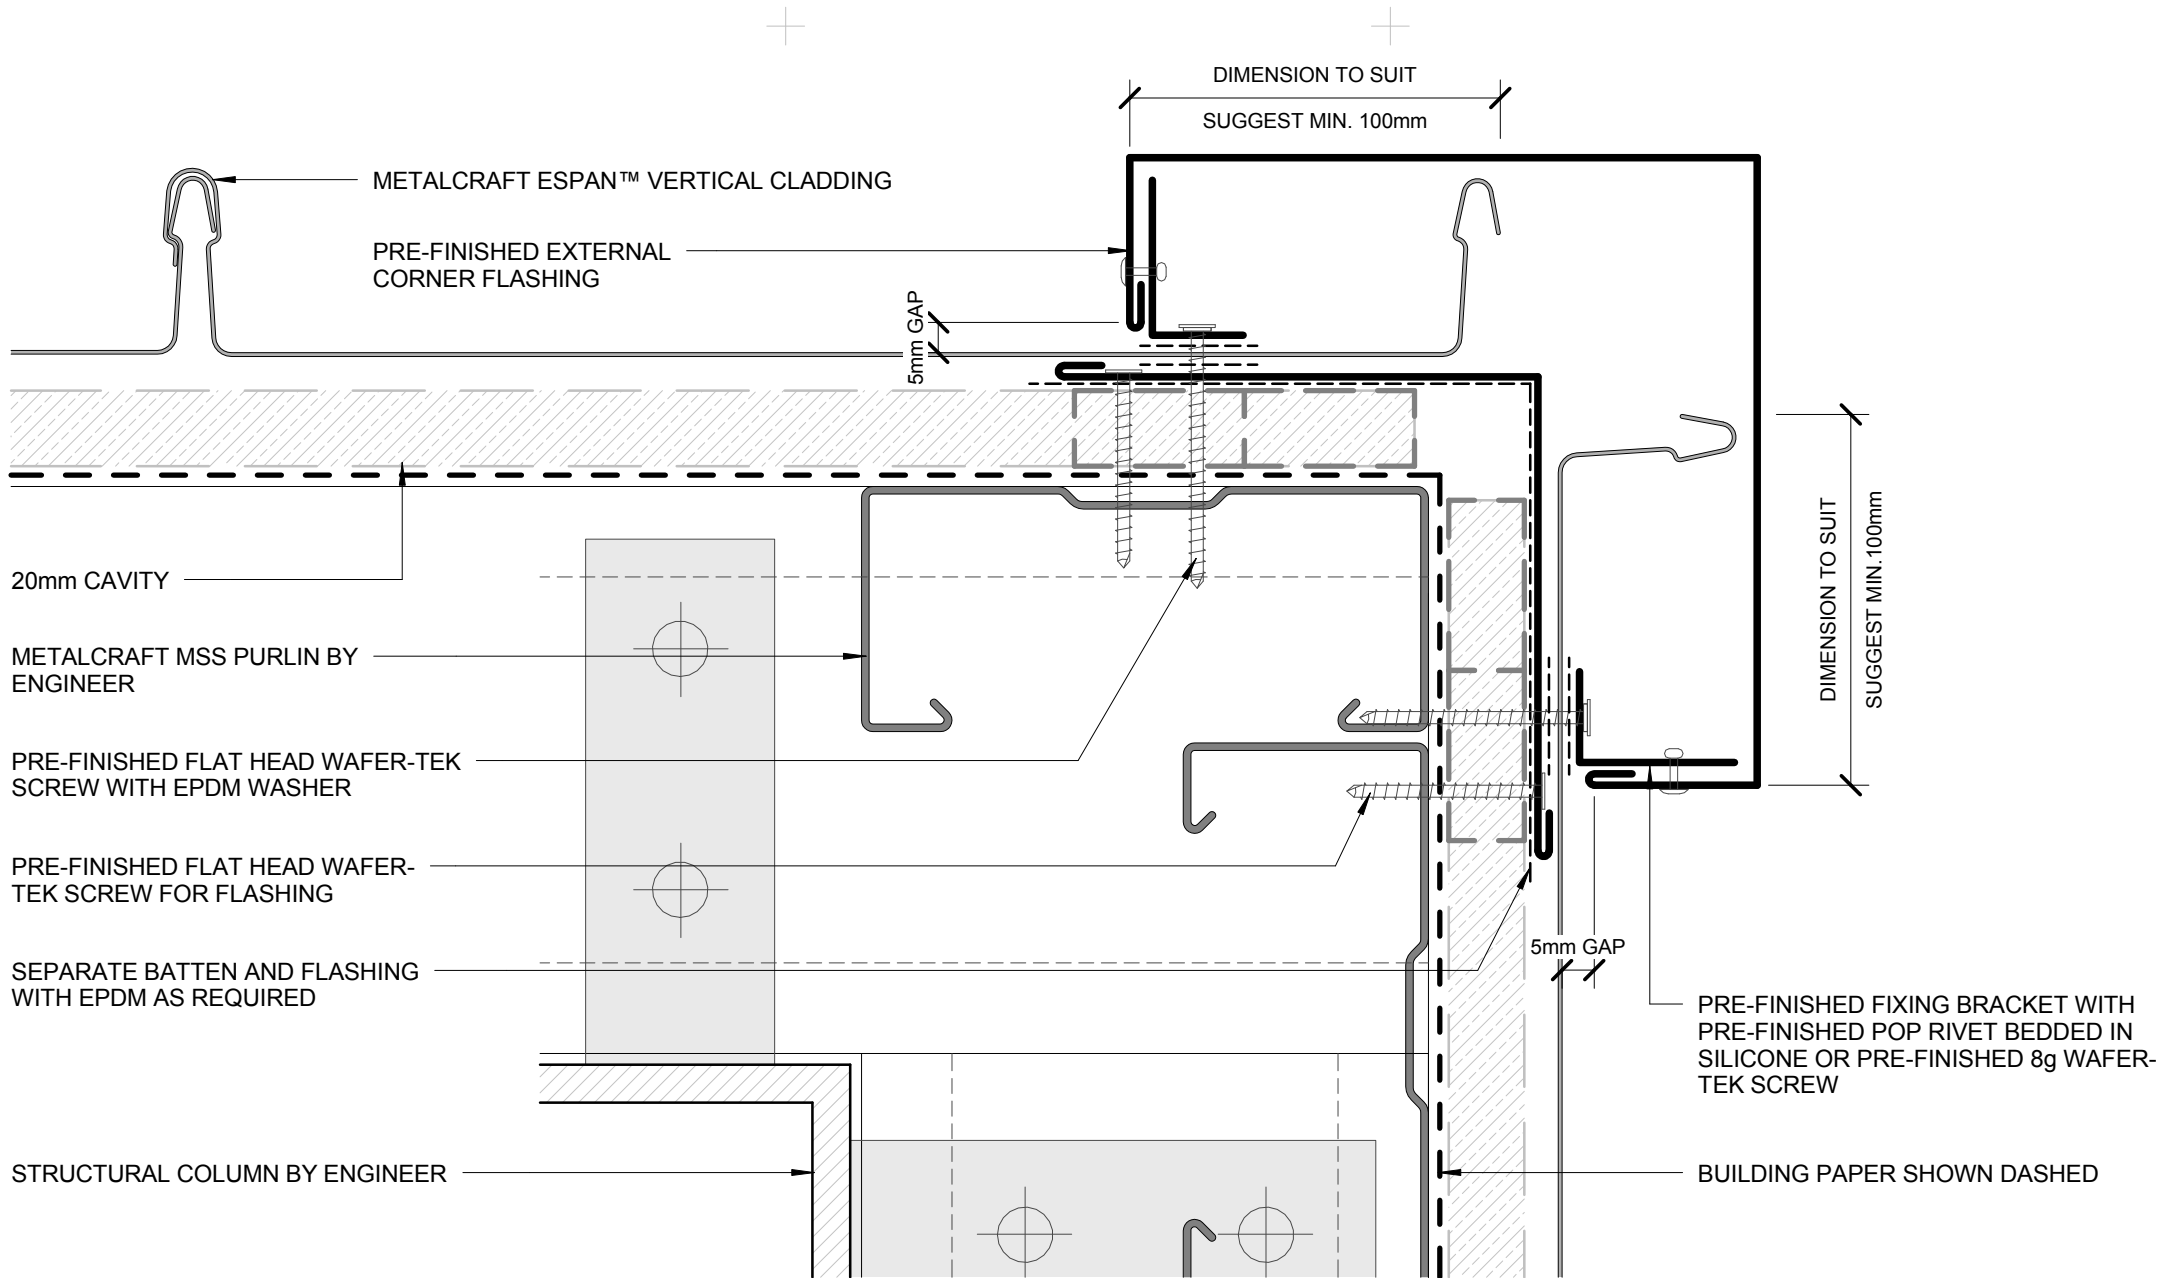 DIMENSION TO SUIT
SUGGEST MIN. 100mm
METALCRAFT ESPAN™ VERTICAL CLADDING
PRE-FINISHED EXTERNAL
CORNER FLASHING
5mm GAP
20mm CAVITY
METALCRAFT MSS PURLIN BY
ENGINEER
PRE-FINISHED FLAT HEAD WAFER-TEK
SCREW WITH EPDM WASHER
PRE-FINISHED FLAT HEAD WAFER-
TEK SCREW FOR FLASHING
SEPARATE BATTEN AND FLASHING
WITH EPDM AS REQUIRED
STRUCTURAL COLUMN BY ENGINEER
DIMENSION TO SUIT
SUGGEST MIN.100mm
5mm GAP
PRE-FINISHED FIXING BRACKET WITH
PRE-FINISHED POP RIVET BEDDED IN
SILICONE OR PRE-FINISHED 8g WAFER-
TEK SCREW
BUILDING PAPER SHOWN DASHED